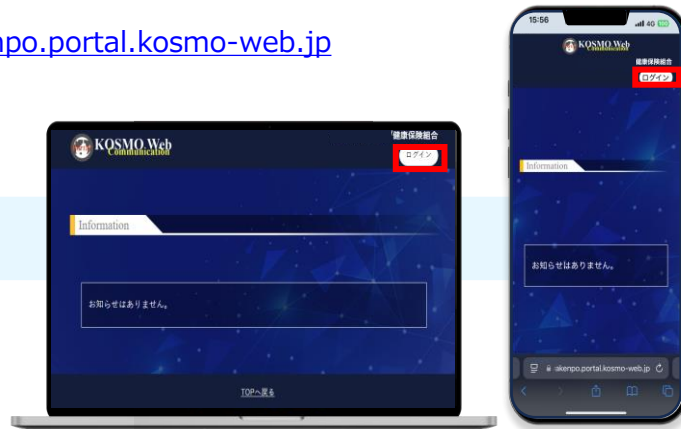 npo.portal.kosmo-web.jp
KOSMO Web
Communication
健康保険組合
ログイン
Information
お知らせはありません。
TOPへ戻る
15:56
4G
KOSMO Web
Communication
健康保険組合
ログイン
Information
お知らせはありません。
kenpo.portal.kosmo-web.jp